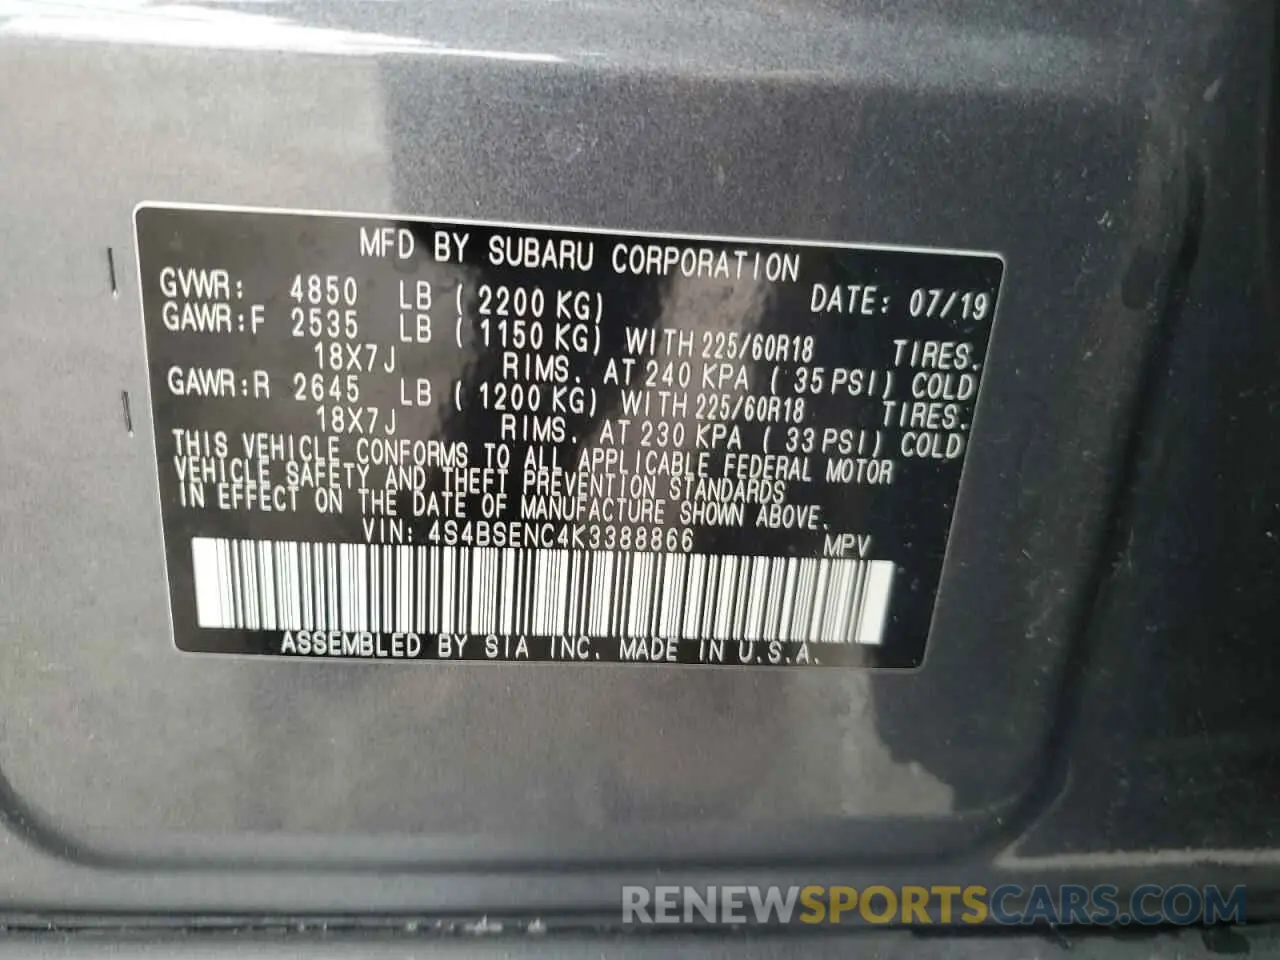 MFD BY SUBARU CORPORATION
GVWR: 4850 LB ( 2200 KG) DATE: 07/19
GAWR:F 2535 LB ( 1150 KG) WITH 225/60R18 TIRES.
18X7J RIMS. AT 240 KPA ( 35 PSI) COLD
GAWR:R 2645 LB ( 1200 KG) WITH 225/60R18 TIRES.
18X7J RIMS. AT 230 KPA ( 33 PSI) COLD
THIS VEHICLE CONFORMS TO ALL APPLICABLE FEDERAL MOTOR
VEHICLE SAFETY AND THEFT PREVENTION STANDARDS
IN EFFECT ON THE DATE OF MANUFACTURE SHOWN ABOVE.
VIN: 4S4BSENC4K3388866 MPV
ASSEMBLED BY SIA INC. MADE IN U.S.A.
RENEWSPORTSCARS.COM